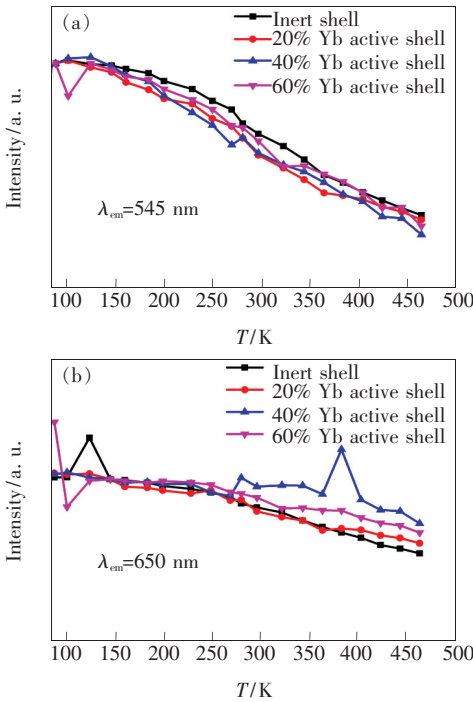 (a)
Inert shell
20% Yb active shell
40% Yb active shell
60% Yb active shell
Intensity/a. u.
λem=545 nm
100 150 200 250 300 350 400 450 500
T/K
(b)
Inert shell
20% Yb active shell
40% Yb active shell
60% Yb active shell
Intensity/a. u.
λem=650 nm
100 150 200 250 300 350 400 450 500
T/K